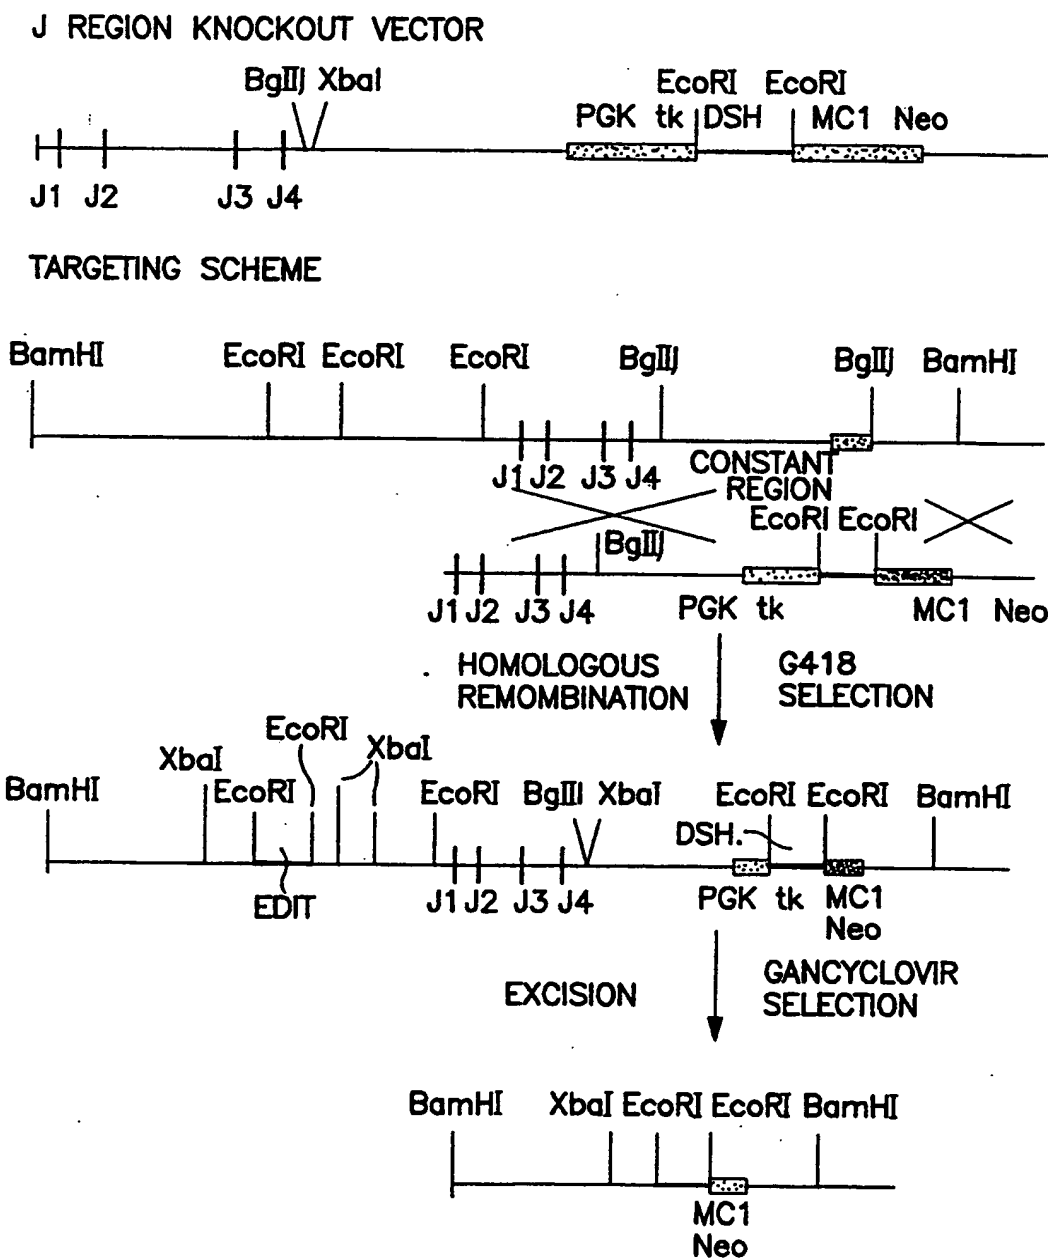 J REGION KNOCKOUT VECTOR
BglII XbaI
EcoRI EcoRI
PGK tk DSH MC1 Neo
J1 J2 J3 J4
TARGETING SCHEME
BamHI EcoRI EcoRI EcoRI BglII BglII BamHI
J1 J2 J3 J4
CONSTANT
REGION
EcoRI EcoRI
BglII
J1 J2 J3 J4 PGK tk MC1 Neo
HOMOLOGOUS
REMOMBINATION
G418
SELECTION
EcoRI
XbaI XbaI
BamHI EcoRI EcoRI BglII XbaI EcoRI EcoRI BamHI
DSH.
EDIT
J1 J2 J3 J4 PGK tk MC1
Neo
EXCISION
GANCYCLOVIR
SELECTION
BamHI XbaI EcoRI EcoRI BamHI
MC1
Neo